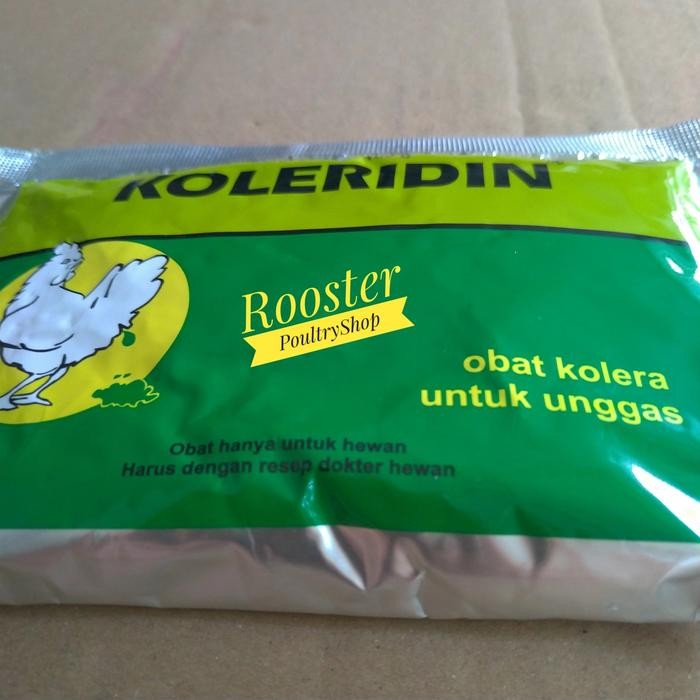 KOLERIDIN
Rooster
PoultryShop
obat kolera
untuk unggas
Obat hanya untuk hewan
Harus dengan resep dokter hewan